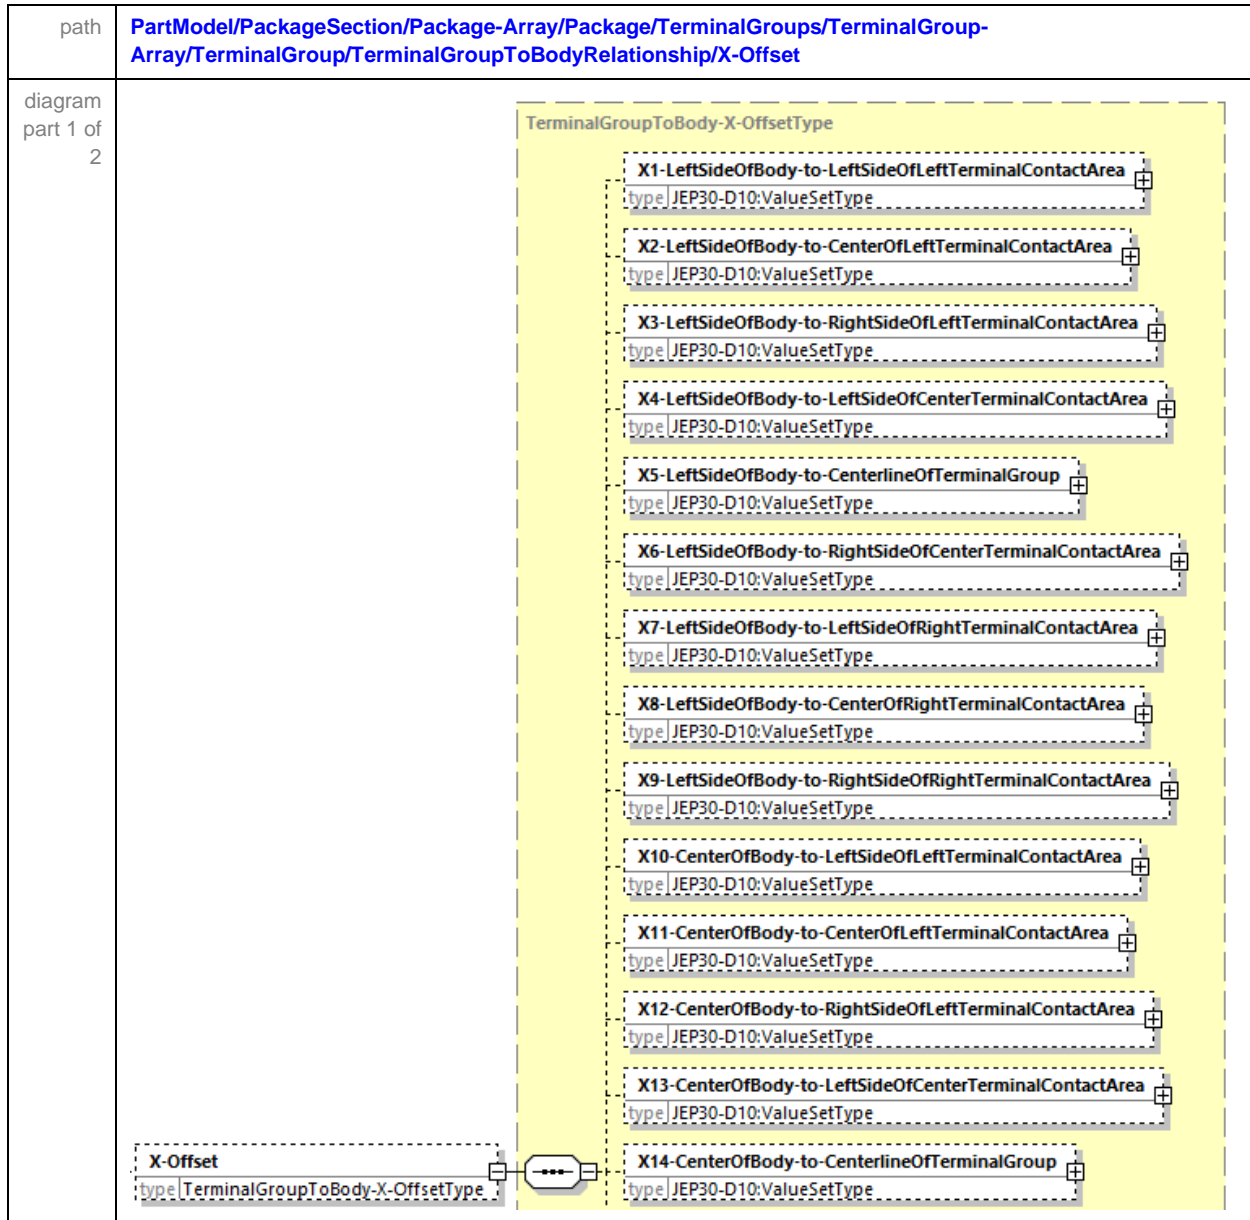 path
PartModel/PackageSection/Package-Array/Package/TerminalGroups/TerminalGroup-
Array/TerminalGroup/TerminalGroupToBodyRelationship/X-Offset
diagram
part 1 of
2
TerminalGroupToBody-X-OffsetType
X1-LeftSideOfBody-to-LeftSideOfLeftTerminalContactArea
type JEP30-D10:ValueSetType
X2-LeftSideOfBody-to-CenterOfLeftTerminalContactArea
type JEP30-D10:ValueSetType
X3-LeftSideOfBody-to-RightSideOfLeftTerminalContactArea
type JEP30-D10:ValueSetType
X4-LeftSideOfBody-to-LeftSideOfCenterTerminalContactArea
type JEP30-D10:ValueSetType
X5-LeftSideOfBody-to-CenterlineOfTerminalGroup
type JEP30-D10:ValueSetType
X6-LeftSideOfBody-to-RightSideOfCenterTerminalContactArea
type JEP30-D10:ValueSetType
X7-LeftSideOfBody-to-LeftSideOfRightTerminalContactArea
type JEP30-D10:ValueSetType
X8-LeftSideOfBody-to-CenterOfRightTerminalContactArea
type JEP30-D10:ValueSetType
X9-LeftSideOfBody-to-RightSideOfRightTerminalContactArea
type JEP30-D10:ValueSetType
X10-CenterOfBody-to-LeftSideOfLeftTerminalContactArea
type JEP30-D10:ValueSetType
X11-CenterOfBody-to-CenterOfLeftTerminalContactArea
type JEP30-D10:ValueSetType
X12-CenterOfBody-to-RightSideOfLeftTerminalContactArea
type JEP30-D10:ValueSetType
X13-CenterOfBody-to-LeftSideOfCenterTerminalContactArea
type JEP30-D10:ValueSetType
X-Offset
type TerminalGroupToBody-X-OffsetType
X14-CenterOfBody-to-CenterlineOfTerminalGroup
type JEP30-D10:ValueSetType